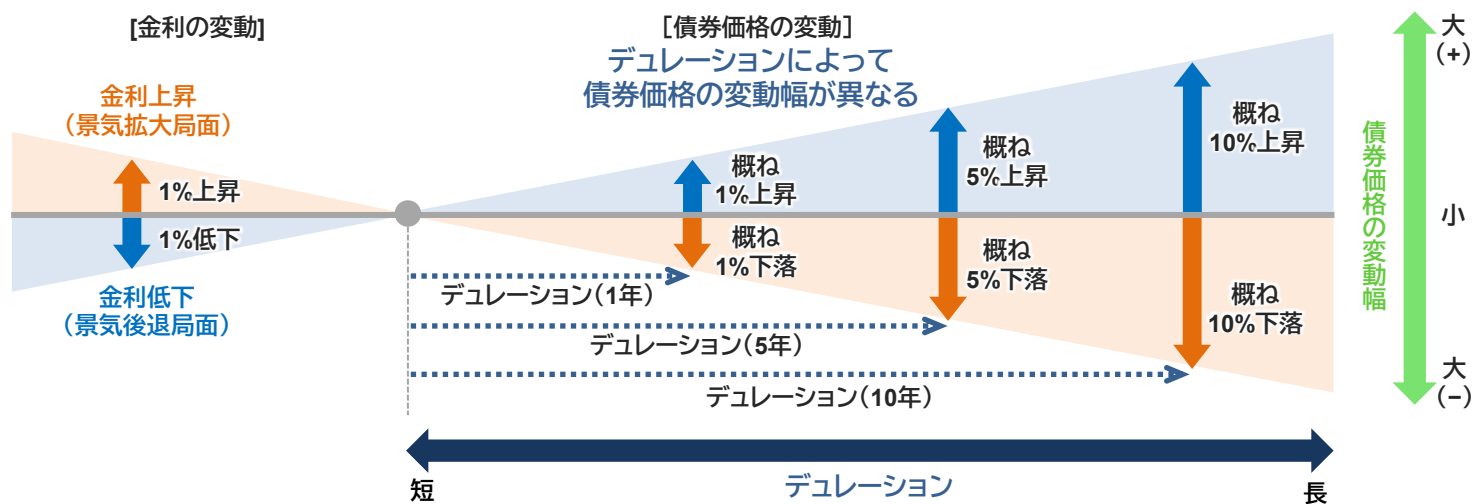 [金利の変動]
金利上昇
（景気拡大局面）
1%上昇
1%低下
金利低下
（景気後退局面）
［債券価格の変動］
デュレーションによって
債券価格の変動幅が異なる
概ね
1%上昇
概ね
5%上昇
概ね
10%上昇
概ね
1%下落
概ね
5%下落
概ね
10%下落
デュレーション（1年）
デュレーション（5年）
デュレーション（10年）
短
デュレーション
長
債券価格の変動幅
大
（+）
小
大
（−）